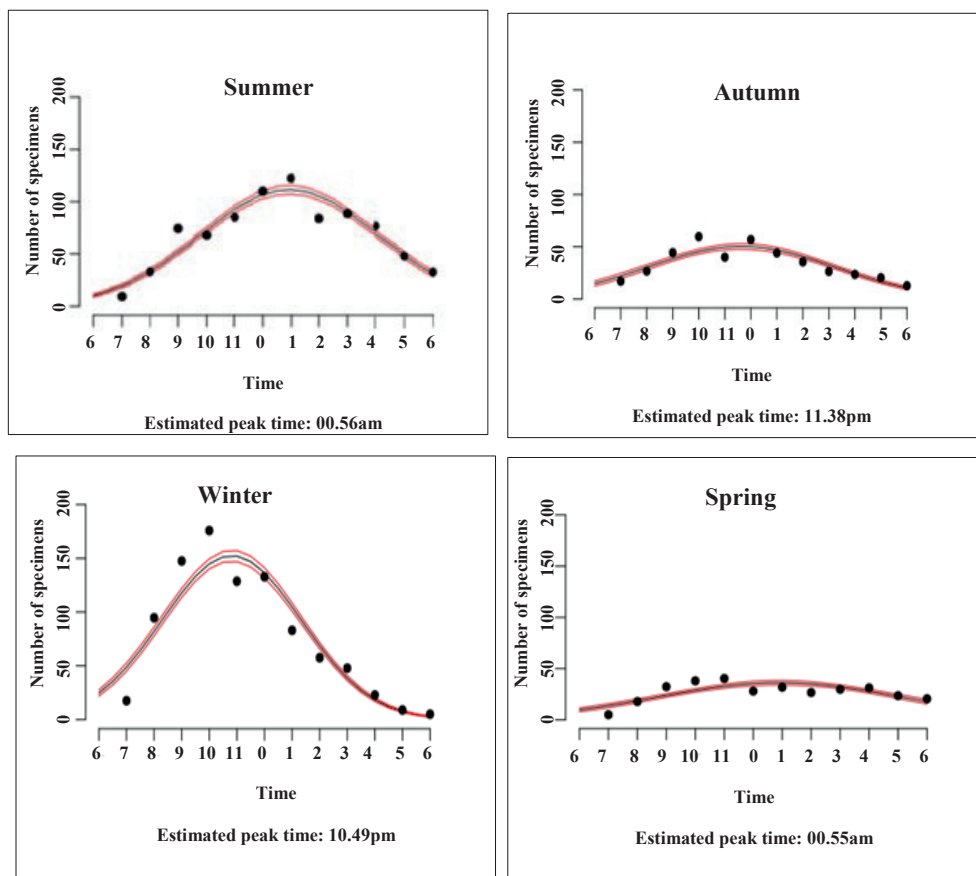 Summer
Number of specimens
200
150
100
50
0
6 7 8 9 10 11 0 1 2 3 4 5 6
Time
Estimated peak time: 00.56am
Autumn
Number of specimens
200
150
100
50
0
6 7 8 9 10 11 0 1 2 3 4 5 6
Time
Estimated peak time: 11.38pm
Winter
Number of specimens
200
150
100
50
0
6 7 8 9 10 11 0 1 2 3 4 5 6
Time
Estimated peak time: 10.49pm
Spring
Number of specimens
200
150
100
50
0
6 7 8 9 10 11 0 1 2 3 4 5 6
Time
Estimated peak time: 00.55am